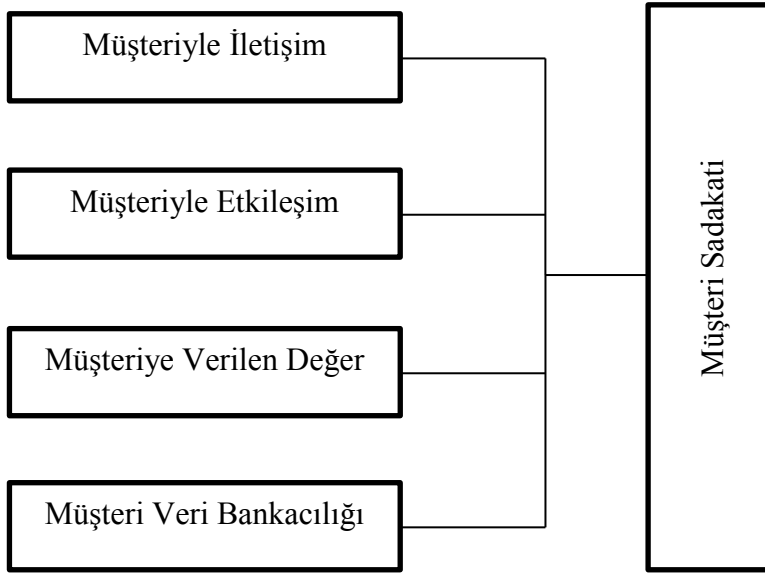 Müşteriyle İletişim
Müşteriyle Etkileşim
Müşteriye Verilen Değer
Müşteri Veri Bankacılığı
Müşteri Sadakati